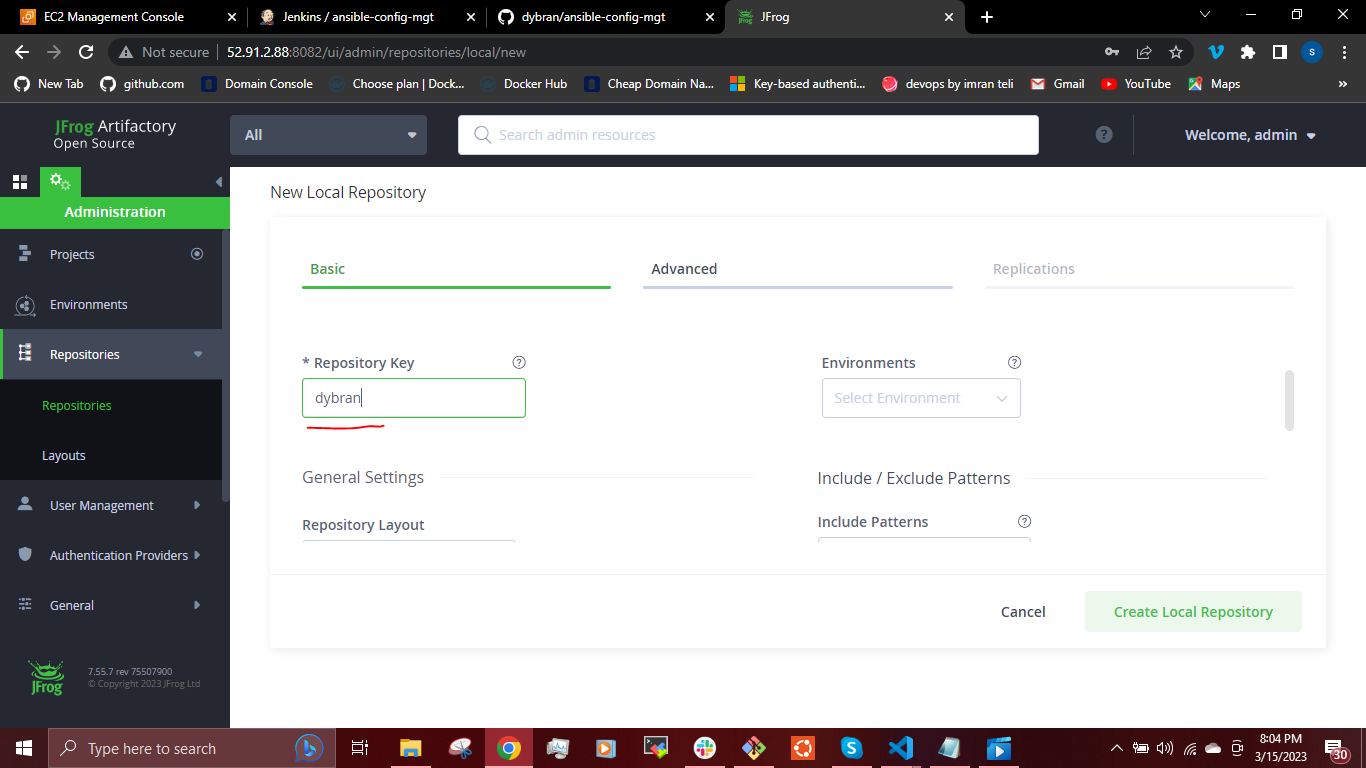 EC2 Management Console
Jenkins / ansible-config-mgt
dybran/ansible-config-mgt
JFrog
Not secure
52.91.2.88:8082/ui/admin/repositories/local/new
S
New Tab
github.com
Domain Console
Choose plan | Dock...
Docker Hub
Cheap Domain Na...
Key-based authenti...
devops by imran teli
Gmail
YouTube
Maps
»
JFrog Artifactory
Open Source
All
Search admin resources
?
Welcome, admin
Administration
Projects
Environments
Repositories
Repositories
Layouts
User Management
Authentication Providers
General
JFrog
7.55.7 rev 75507900
© Copyright 2023 JFrog Ltd
New Local Repository
Basic
Advanced
Replications
* Repository Key
?
dybran
Environments
?
Select Environment
General Settings
Include / Exclude Patterns
Repository Layout
Include Patterns
?
Cancel
Create Local Repository
Type here to search
8:04 PM
3/15/2023
30